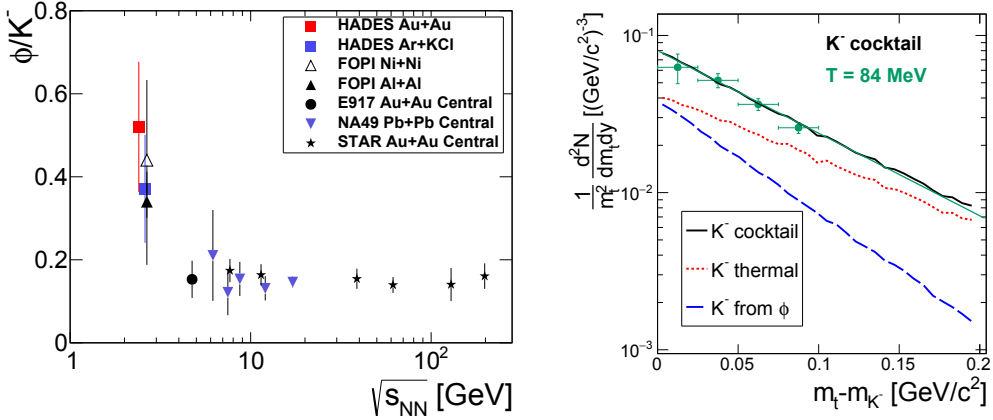 φ/K⁻
0.8
0.6
0.4
0.2
0
1
10
10²
√s_NN [GeV]
HADES Au+Au
HADES Ar+KCl
FOPI Ni+Ni
FOPI Al+Al
E917 Au+Au Central
NA49 Pb+Pb Central
STAR Au+Au Central
1/m_t² d²N/dm_t dy [(GeV/c²)⁻³]
10⁻¹
10⁻²
10⁻³
K⁻ cocktail
T = 84 MeV
K⁻ cocktail
K⁻ thermal
K⁻ from φ
0
0.05
0.1
0.15
0.2
m_t-m_K⁻ [GeV/c²]